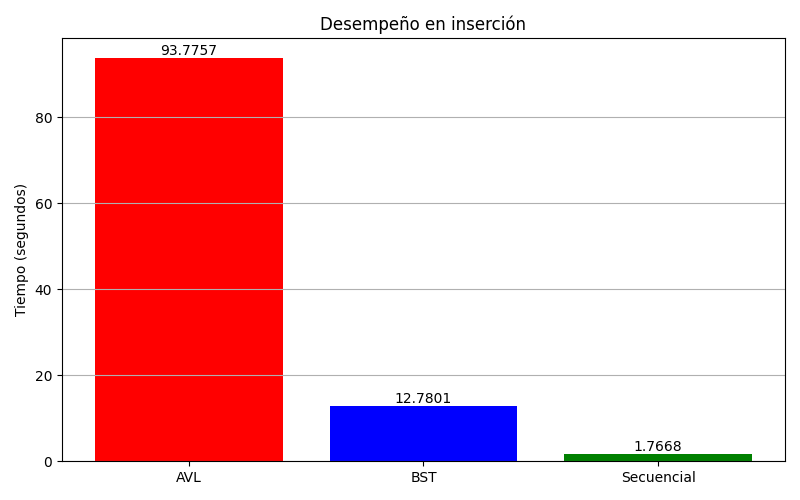 Desempeño en inserción
93.7757
12.7801
1.7668
Tiempo (segundos)
80
60
40
20
0
AVL
BST
Secuencial